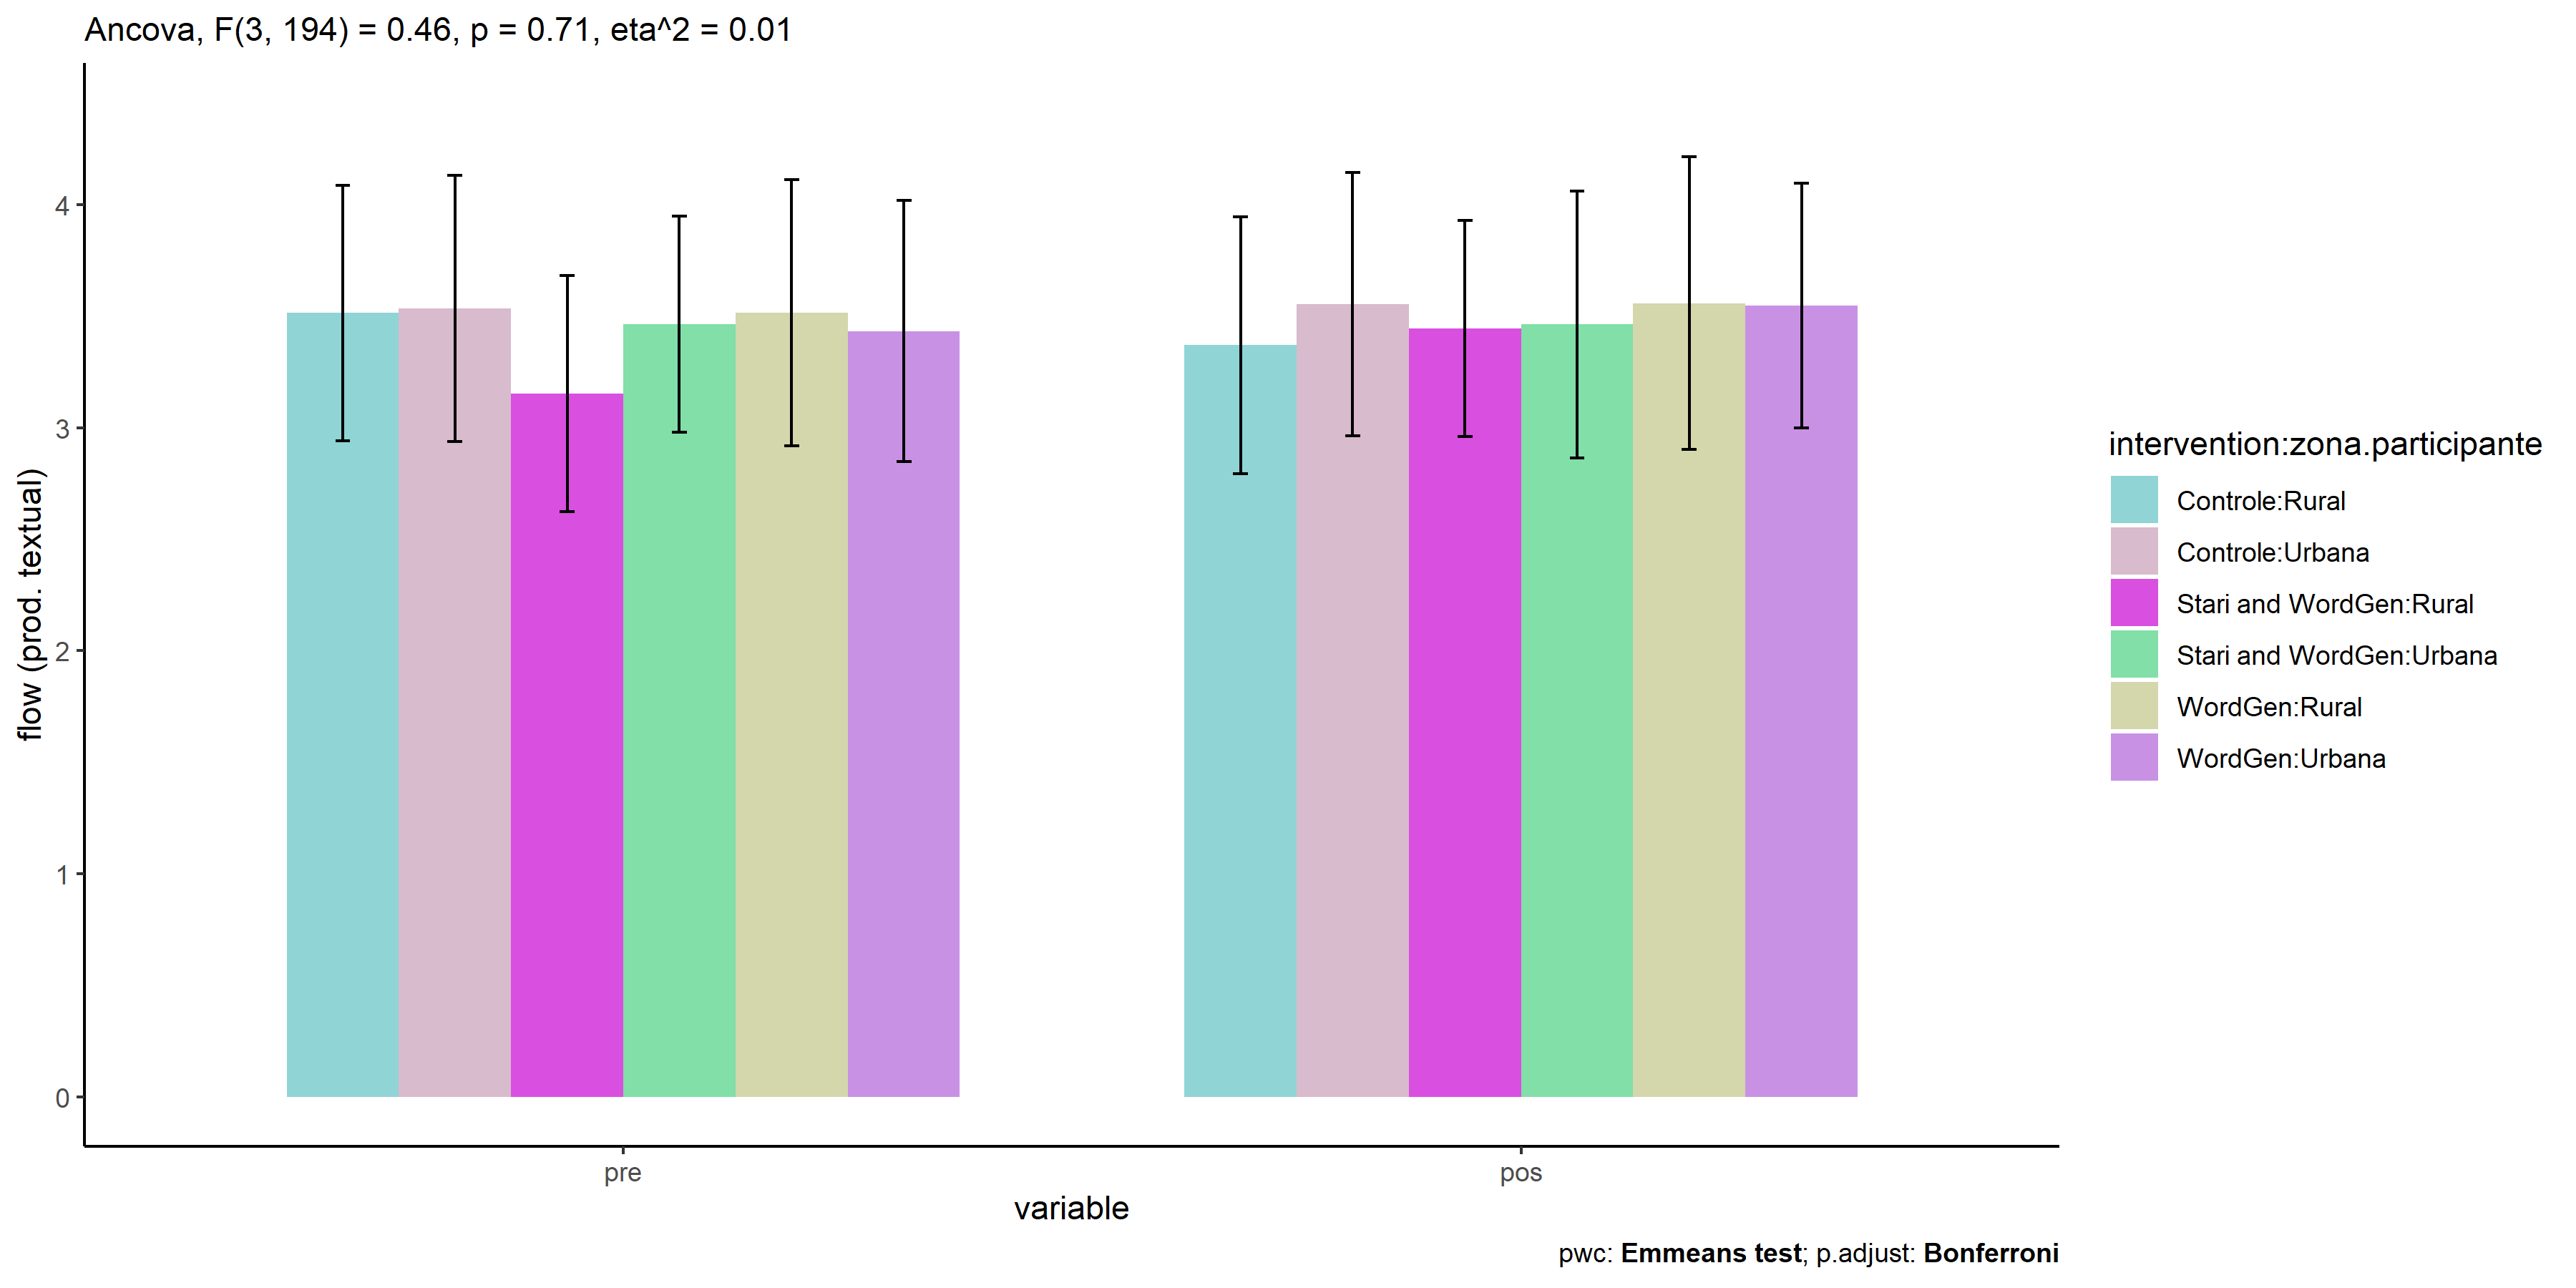 Ancova, F(3, 194) = 0.46, p = 0.71, eta^2 = 0.01
flow (prod. textual)
4
3
2
1
0
pre
pos
variable
intervention:zona.participante
Controle:Rural
Controle:Urbana
Stari and WordGen:Rural
Stari and WordGen:Urbana
WordGen:Rural
WordGen:Urbana
pwc: Emmeans test; p.adjust: Bonferroni